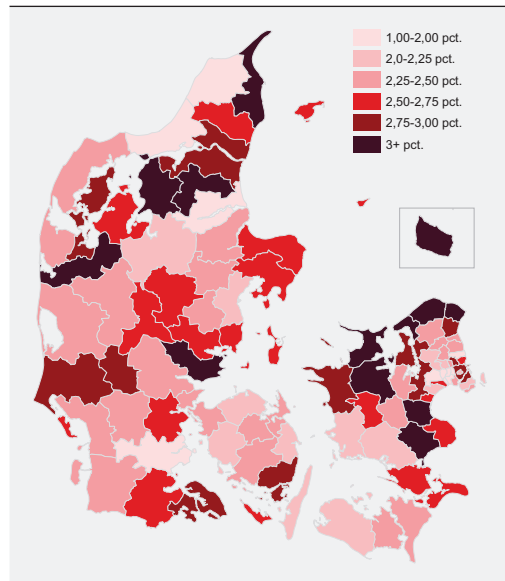 1,00-2,00 pct.
2,0-2,25 pct.
2,25-2,50 pct.
2,50-2,75 pct.
2,75-3,00 pct.
3+ pct.